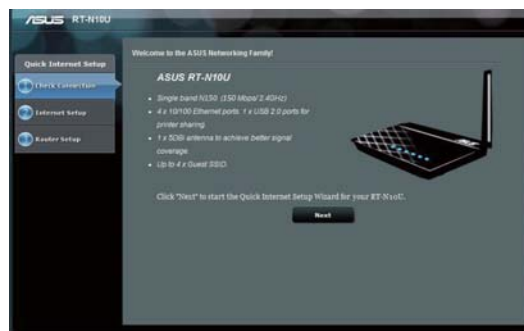 ASUS RT-N10U
Quick Internet Setup
Check Connection
Internet Setup
Router Setup
Welcome to the ASUS Networking Family!
ASUS RT-N10U
Single band N150 (150 Mbps/ 2.4GHz)
4 x 10/100 Ethernet ports. 1 x USB 2.0 ports for
printer sharing.
1 x 5DBi antenna to achieve better signal
coverage.
Up to 4 x Guest SSID.
Click "Next" to start the Quick Internet Setup Wizard for your RT-N10U.
Next